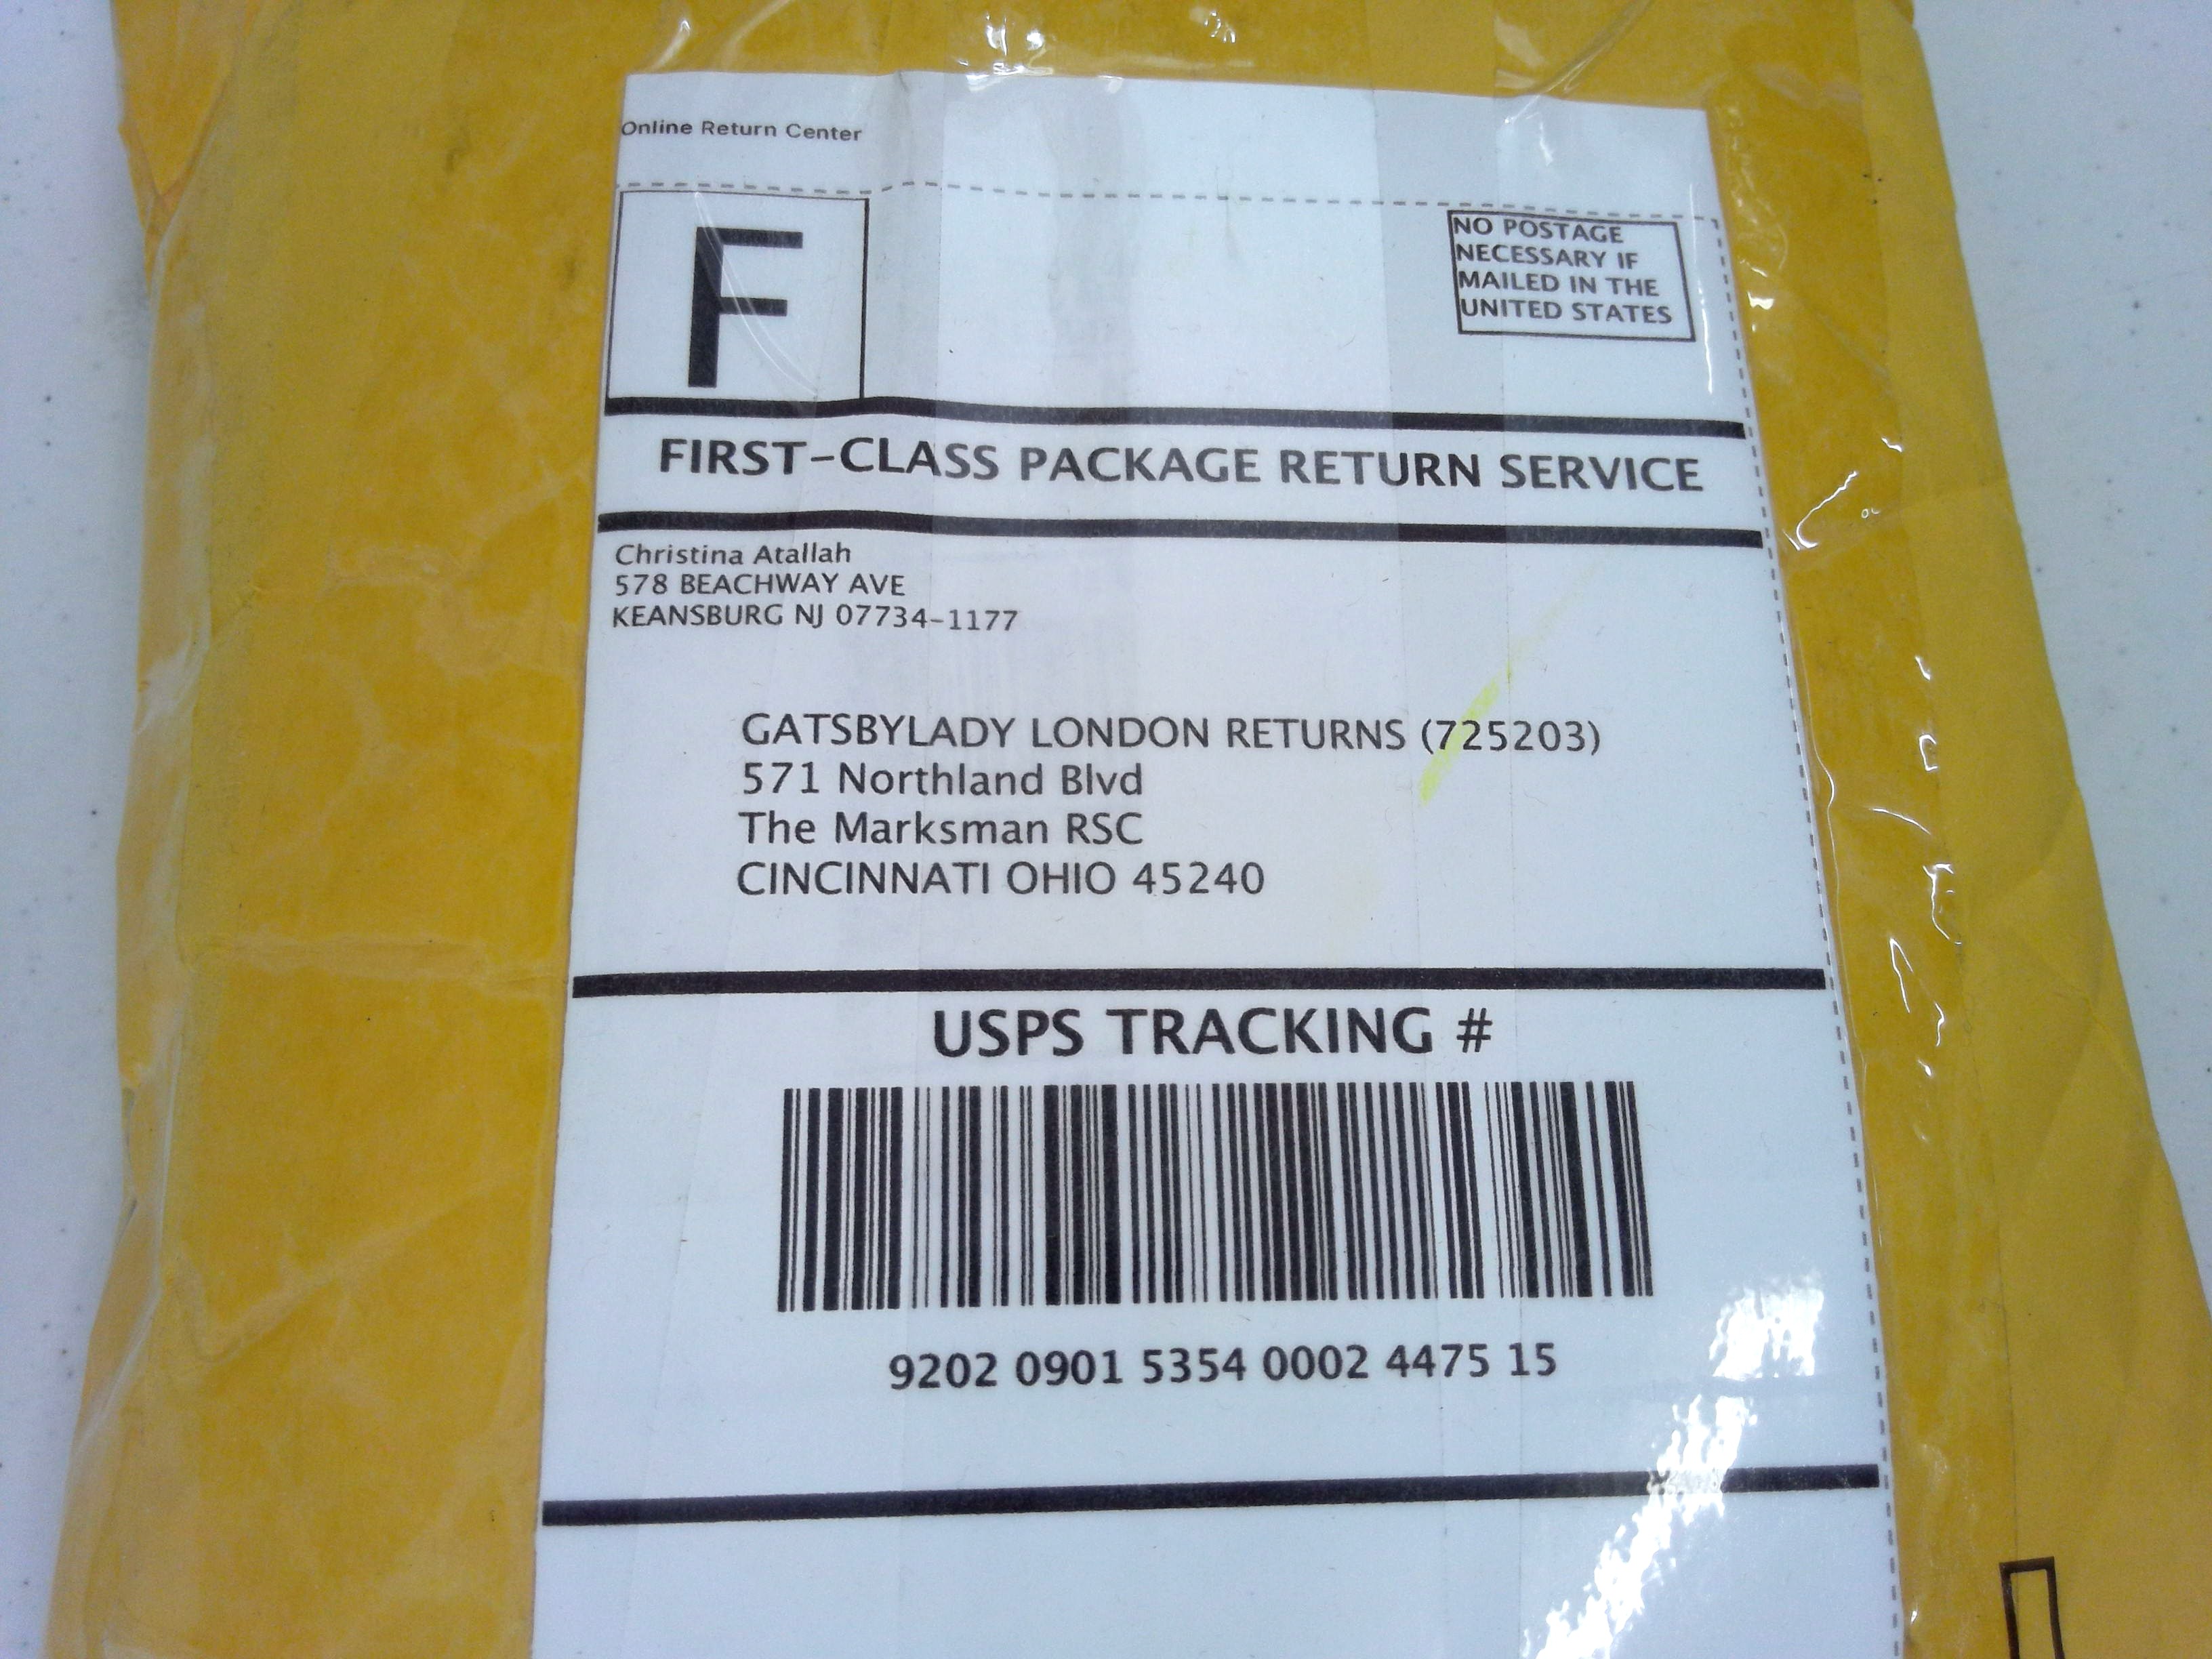 Online Return Center
F
NO POSTAGE
NECESSARY IF
MAILED IN THE
UNITED STATES
FIRST-CLASS PACKAGE RETURN SERVICE
Christina Atallah
578 BEACHWAY AVE
KEANSBURG NJ 07734-1177
GATSBYLADY LONDON RETURNS (725203)
571 Northland Blvd
The Marksman RSC
CINCINNATI OHIO 45240
USPS TRACKING #
9202 0901 5354 0002 4475 15